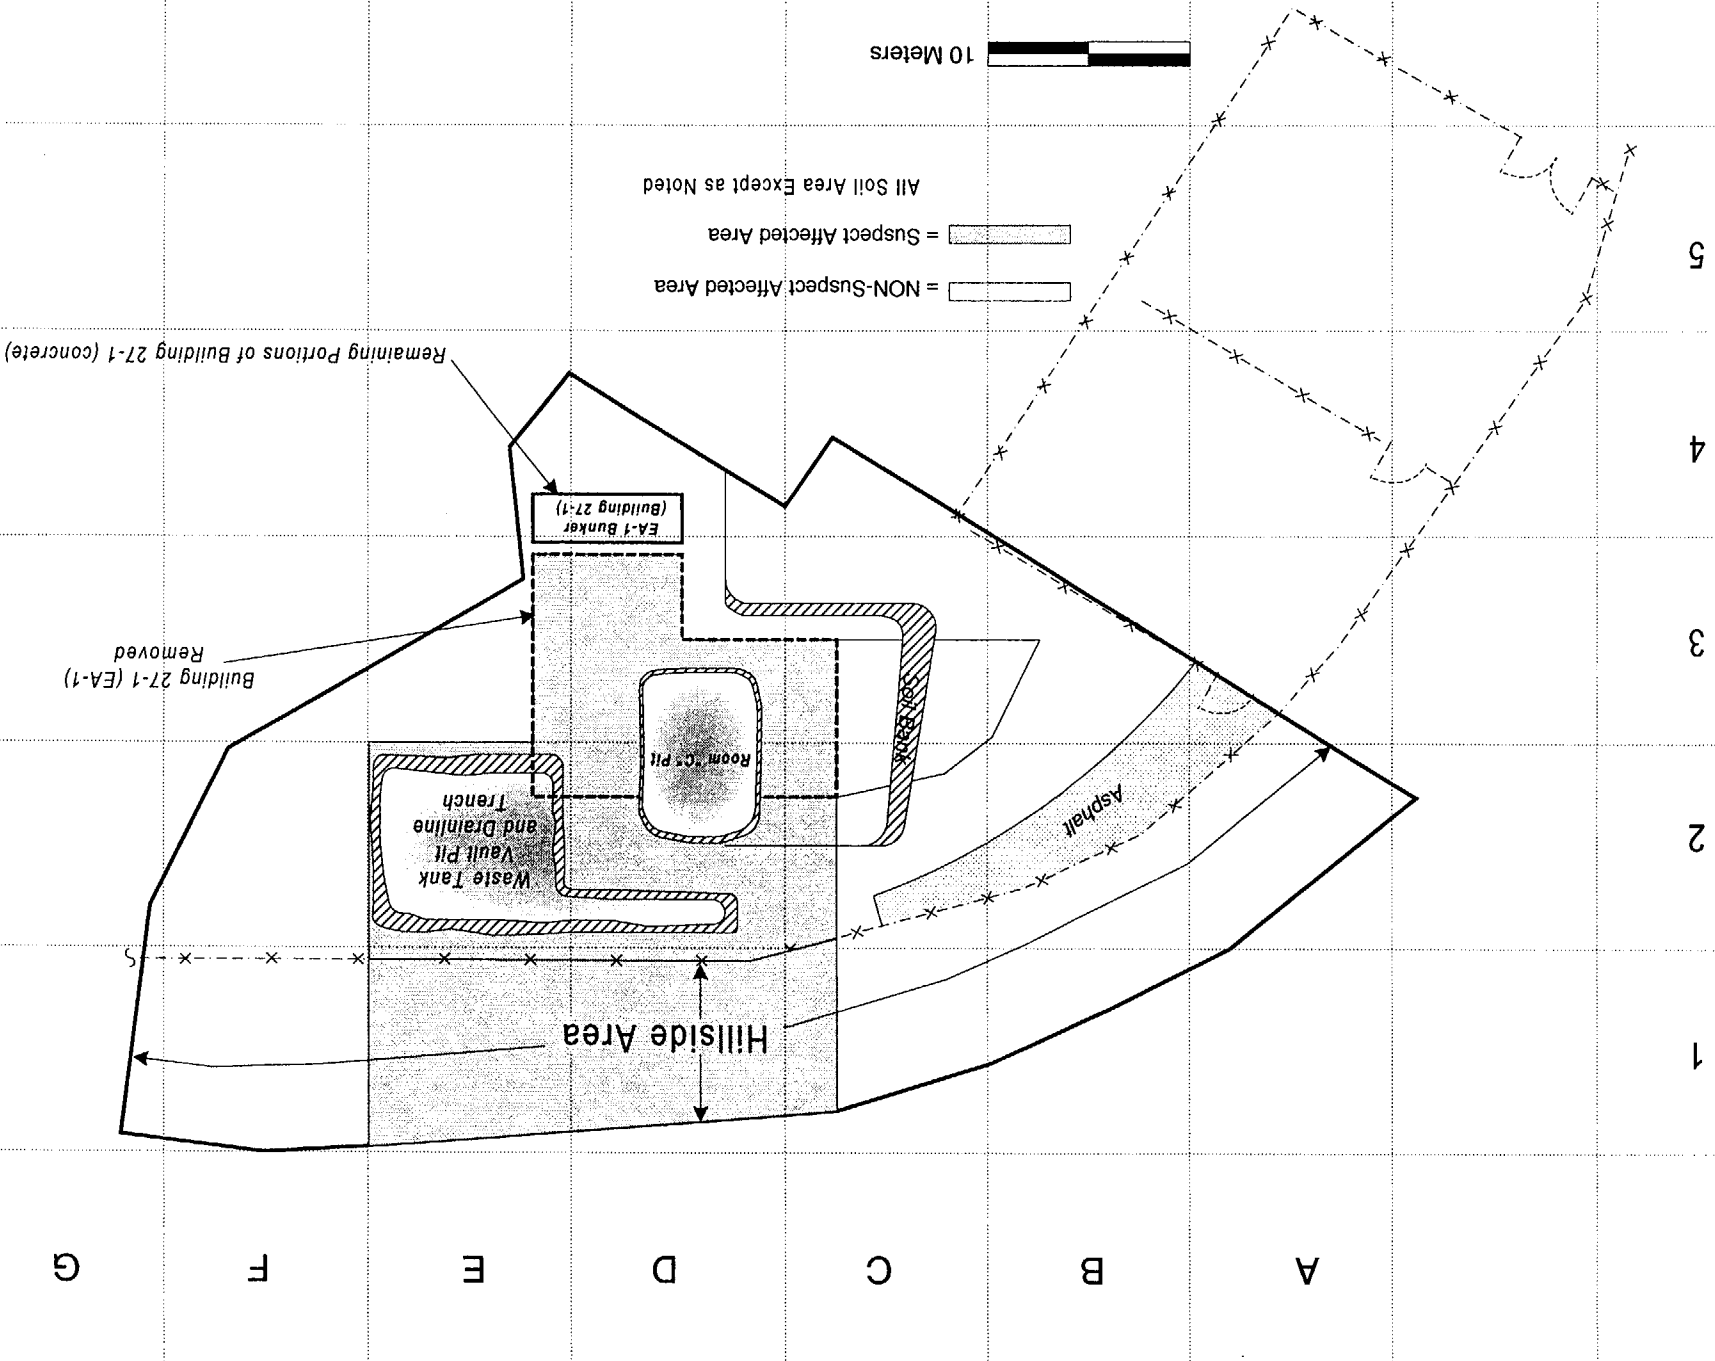 A B C D E F G
1
Hillside Area
2
Waste Tank
Vault Pit
and Drainline
Trench
Asphalt
Room "C" Pit
Soil Bank
3
Building 27-1 (EA-1)
Removed
EA-1 Bunker
(Building 27-1)
4
Remaining Portions of Building 27-1 (concrete)
= NON-Suspect Affected Area
5
= Suspect Affected Area
All Soil Area Except as Noted
10 Meters